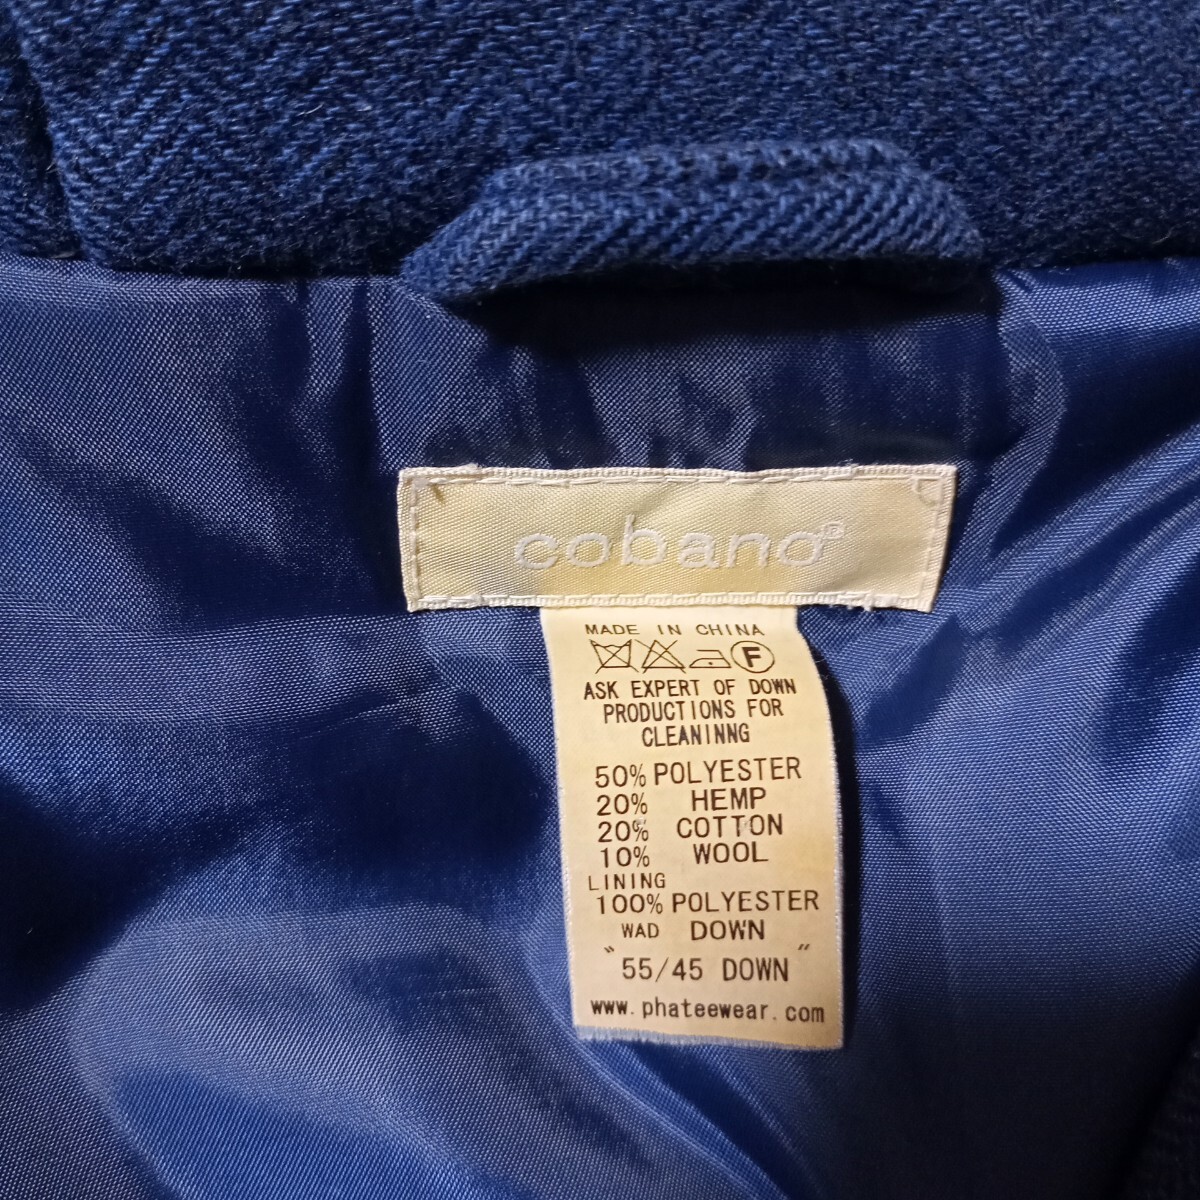 cobano®
MADE IN CHINA
F
ASK EXPERT OF DOWN
PRODUCTIONS FOR
CLEANINNG
50% POLYESTER
20% HEMP
20% COTTON
10% WOOL
LINING
100% POLYESTER
WAD DOWN
"55/45 DOWN"
www.phateewear.com